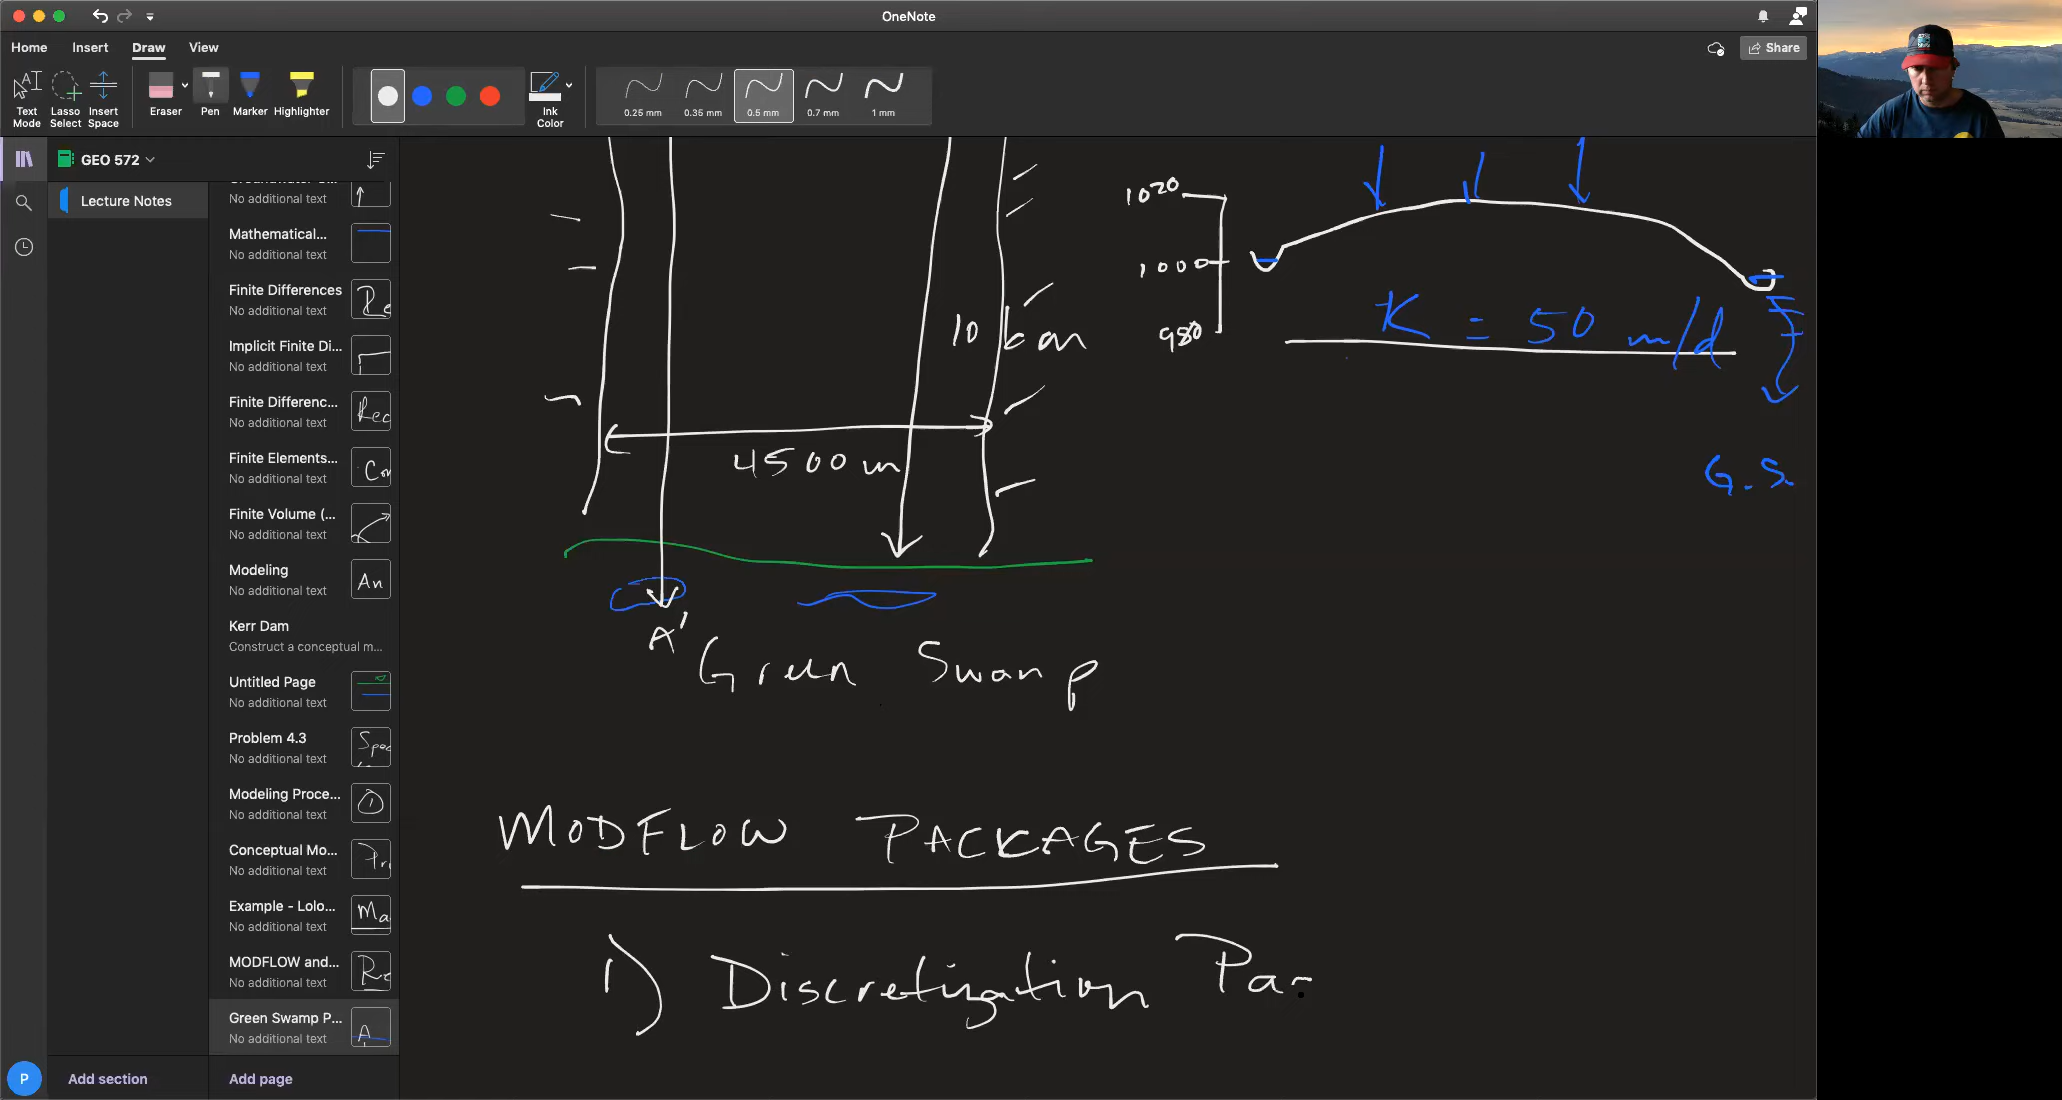 OneNote
Home Insert Draw View
Share
Text Mode
Lasso Select
Insert Space
Eraser
Pen
Marker
Highlighter
Ink Color
0.25 mm
0.35 mm
0.5 mm
0.7 mm
1 mm
GEO 572
Lecture Notes
No additional text
Mathematical...
No additional text
Finite Differences
No additional text
Implicit Finite Di...
No additional text
Finite Differenc...
No additional text
Finite Elements...
No additional text
Finite Volume (...
No additional text
Modeling
No additional text
An
Kerr Dam
Construct a conceptual m...
Untitled Page
No additional text
Problem 4.3
No additional text
Modeling Proce...
No additional text
Conceptual Mo...
No additional text
Example - Lolo...
No additional text
Ma
MODFLOW and...
No additional text
Green Swamp P...
No additional text
A
P
Add section
Add page
1020
1000
980
K = 50 m/d
G.S.
10 km
4500 m
A'
Green Swamp
MODFLOW PACKAGES
1) Discretization Pa